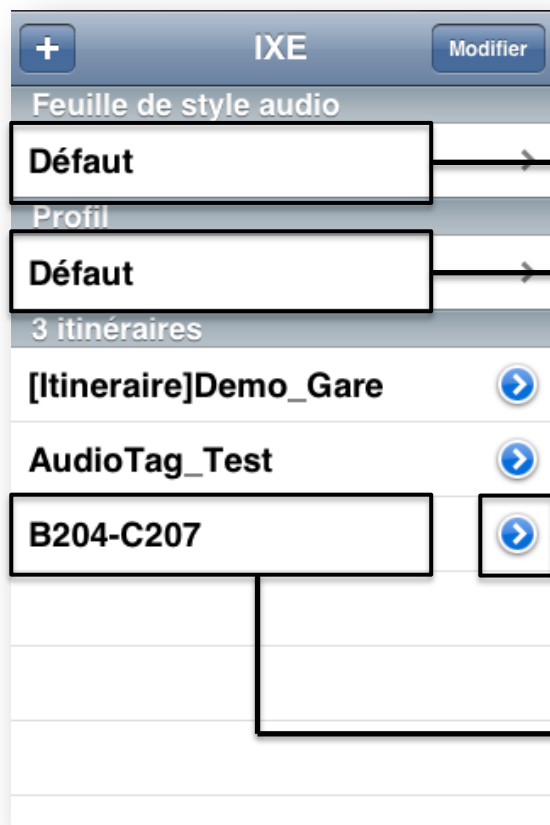 + IXE Modifier
Feuille de style audio
Défaut
Profil
Défaut
3 itinéraires
[Itineraire]Demo_Gare
AudioTag_Test
B204-C207